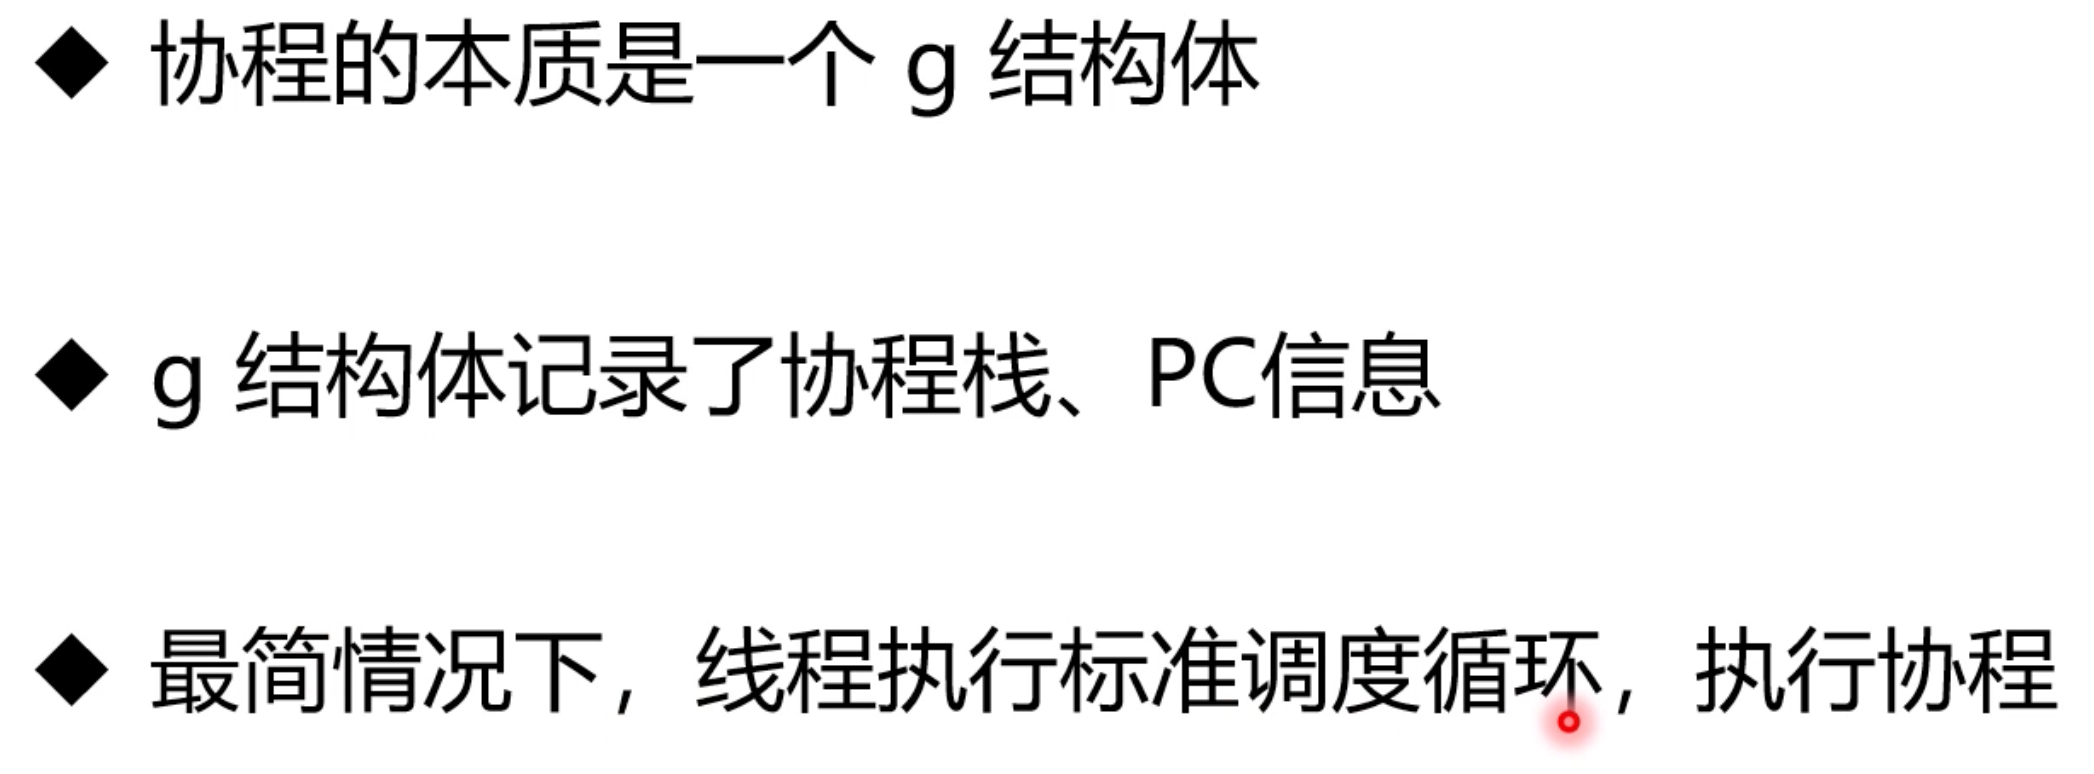 ◆ 协程的本质是一个 g 结构体
◆ g 结构体记录了协程栈、PC信息
◆ 最简情况下，线程执行标准调度循环，执行协程